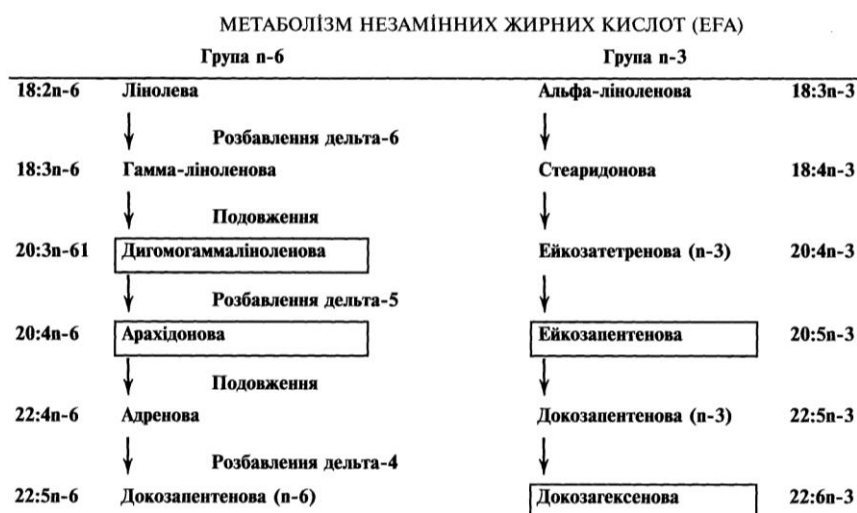 МЕТАБОЛІЗМ НЕЗАМІННИХ ЖИРНИХ КИСЛОТ (EFA)
Група n-6 Група n-3
18:2n-6 Лінолева Альфа-ліноленова 18:3n-3
Розбавлення дельта-6
18:3n-6 Гамма-ліноленова Стеаридонова 18:4n-3
Подовження
20:3n-61 Дигомогаммаліноленова Ейкозатетренова (n-3) 20:4n-3
Розбавлення дельта-5
20:4n-6 Арахідонова Ейкозапентенова 20:5n-3
Подовження
22:4n-6 Адренова Докозапентенова (n-3) 22:5n-3
Розбавлення дельта-4
22:5n-6 Докозапентенова (n-6) Докозагексенова 22:6n-3